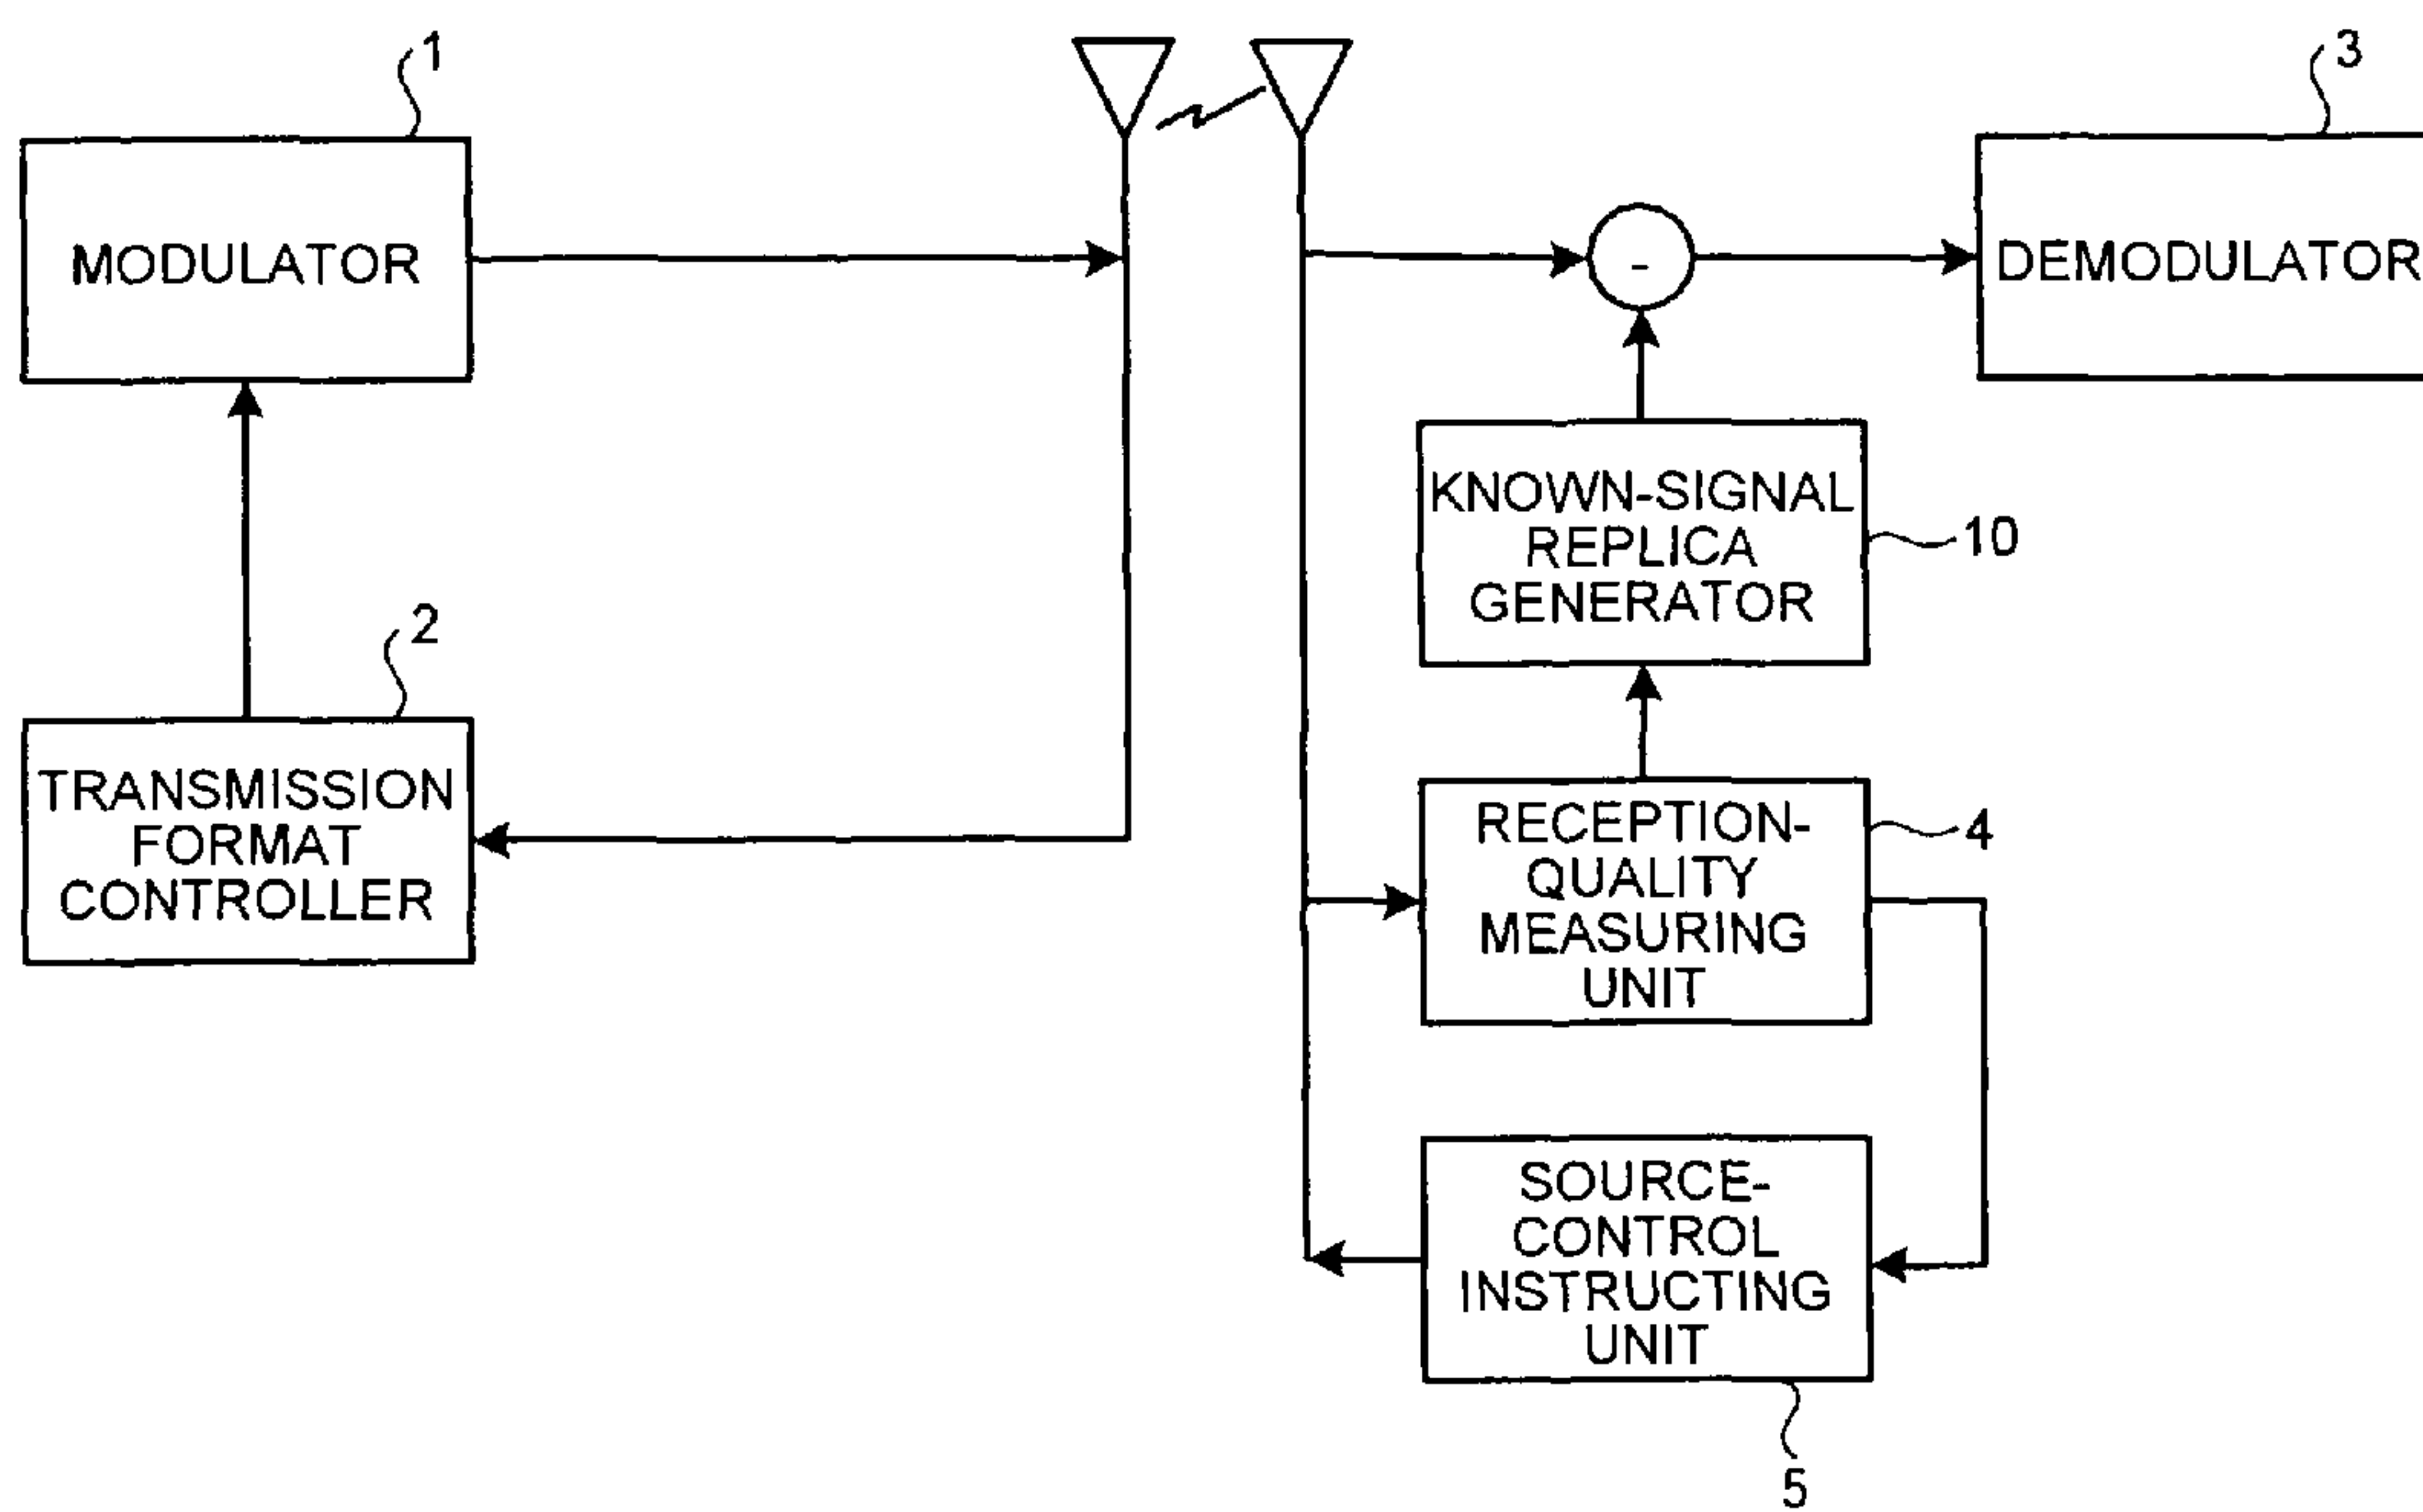 1
3
MODULATOR
-
DEMODULATOR
KNOWN-SIGNAL
REPLICA
GENERATOR
10
2
TRANSMISSION
FORMAT
CONTROLLER
RECEPTION-
QUALITY
MEASURING
UNIT
4
SOURCE-
CONTROL
INSTRUCTING
UNIT
5